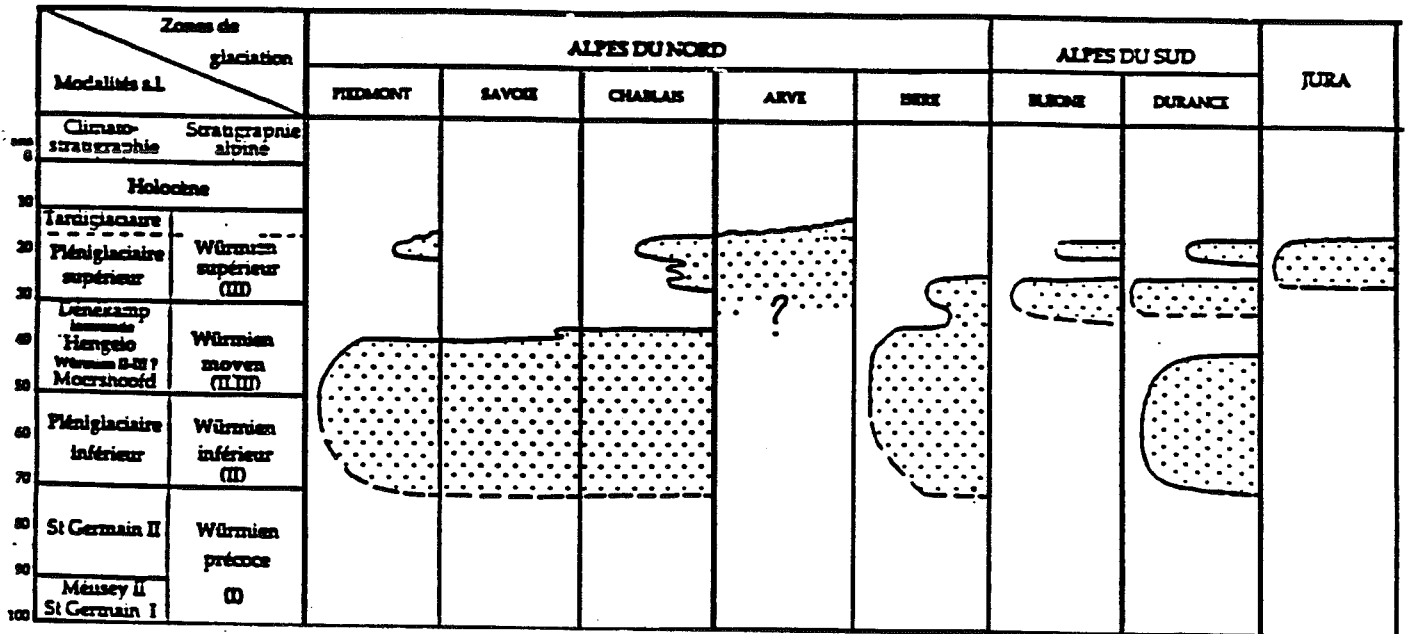 Zones de
glaciation
Modalités s.l.
ALPES DU NORD
ALPES DU SUD
JURA
PIEDMONT
SAVOIE
CHABLAIS
ARVE
ISERE
BLEONE
DURANCE
Climato-
stratigraphie
Stratigraphie
alpine
ans
0
10
20
30
40
50
60
70
80
90
100
Holocène
Tardiglaciaire
Pléniglaciaire
supérieur
Würmien
supérieur
(III)
Denekamp
Hengelo
Würmien II-III ?
Moershoofd
Würmien
moyen
(II.III)
Pléniglaciaire
inférieur
Würmien
inférieur
(II)
St Germain II
Würmien
précoce
(I)
Mélisey II
St Germain I
?